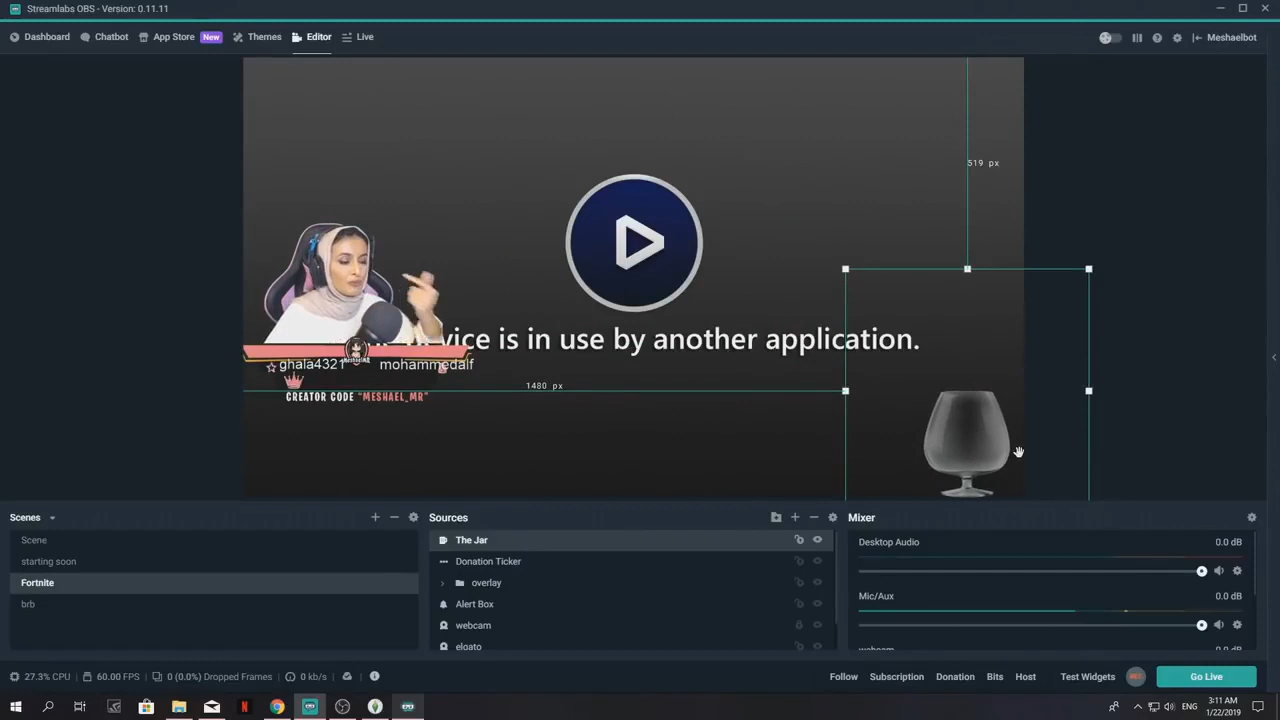 Streamlabs OBS - Version: 0.11.11
Dashboard
Chatbot
App Store New
Themes
Editor
Live
Meshaelbot
519 px
vice is in use by another application.
ghala4321 mohammedalf
1480 px
CREATOR CODE "MESHAEL_MR"
Scenes
Scene
starting soon
Fortnite
brb
Sources
The Jar
Donation Ticker
overlay
Alert Box
webcam
elgato
Mixer
Desktop Audio 0.0 dB
Mic/Aux 0.0 dB
27.3% CPU
60.00 FPS
0 (0.0%) Dropped Frames
0 kb/s
Follow
Subscription
Donation
Bits
Host
Test Widgets
REC
Go Live
ENG
3:11 AM
1/22/2019